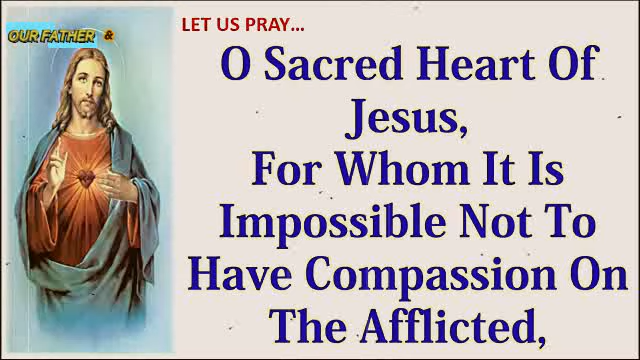 OUR FATHER &
LET US PRAY...
O Sacred Heart Of
Jesus,
For Whom It Is
Impossible Not To
Have Compassion On
The Afflicted,